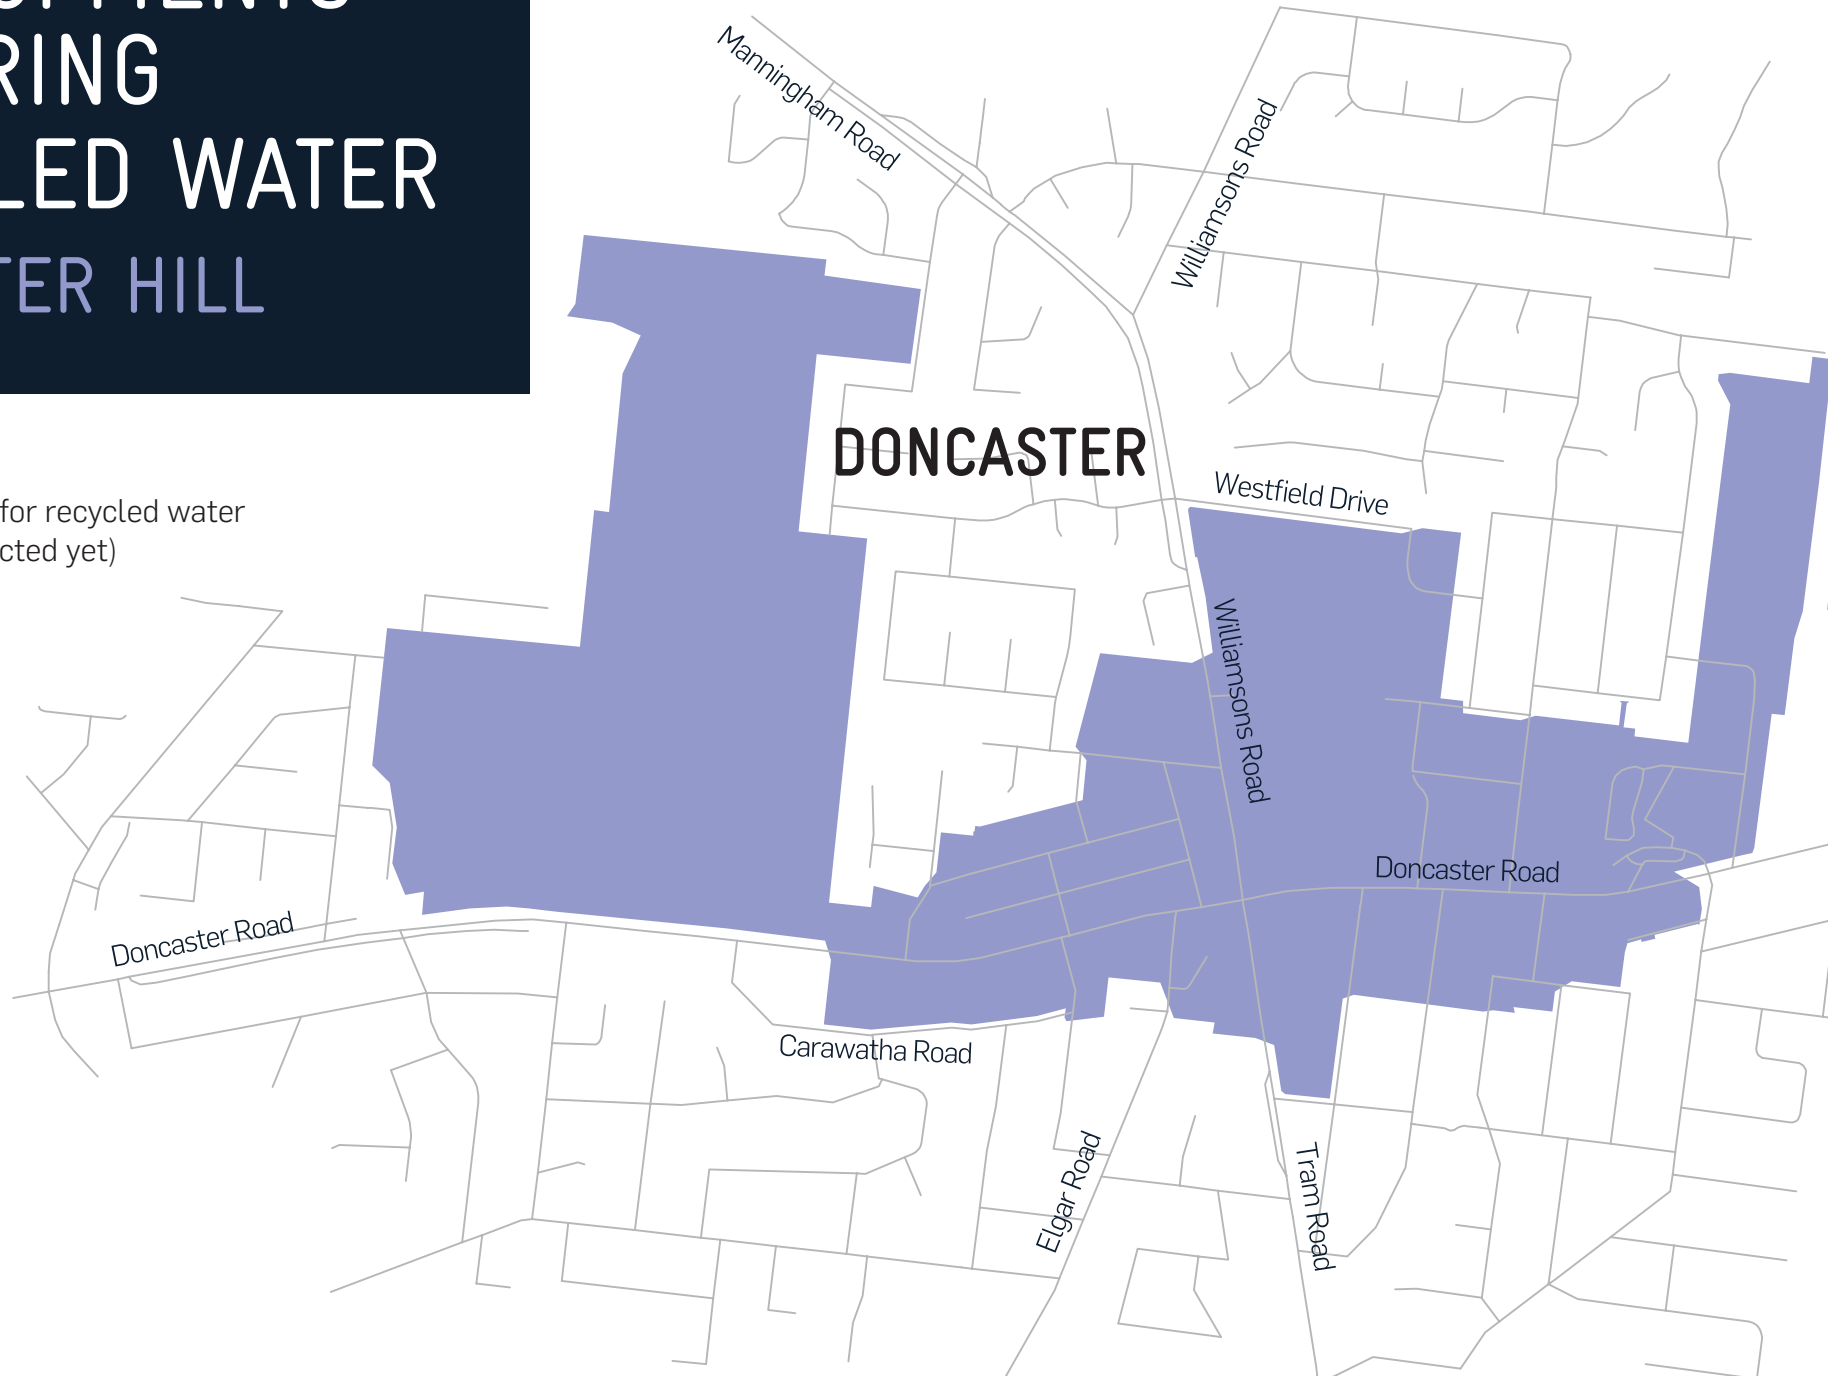 RING
LED WATER
TER HILL
for recycled water
cted yet)
Manningham Road
Williamsons Road
DONCASTER
Westfield Drive
Williamsons Road
Doncaster Road
Doncaster Road
Carawatha Road
Elgar Road
Tram Road